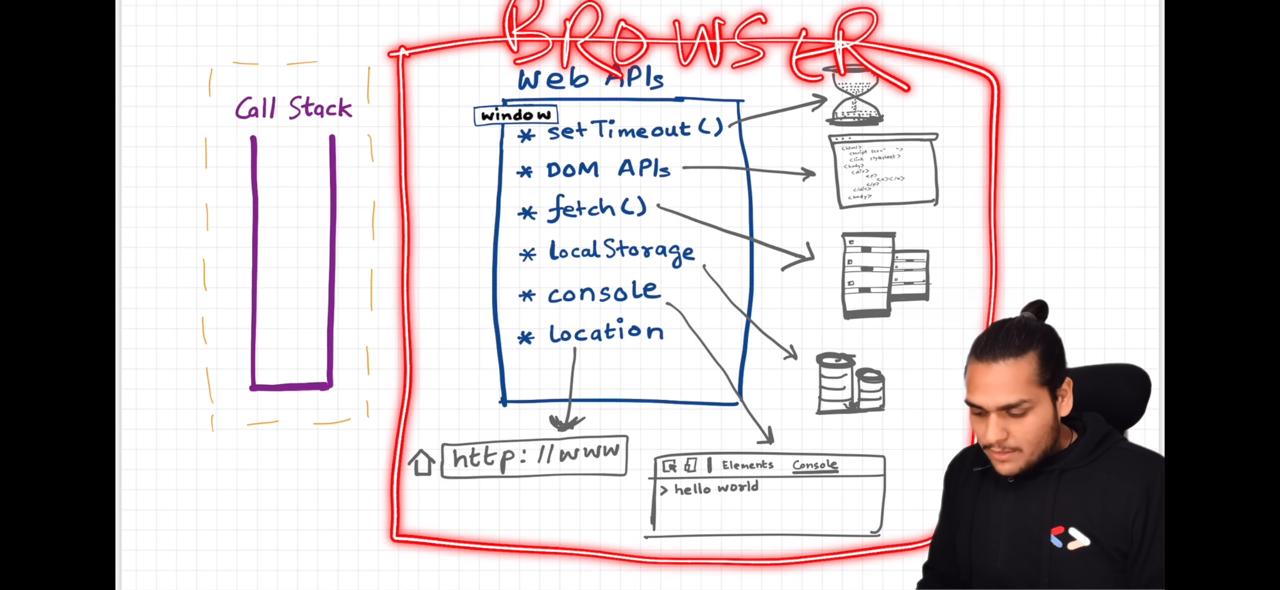 BROWSER
Web APIs
Call Stack
window
* setTimeout()
* DOM APIs
* fetch()
* localStorage
* console
* location
http://www
Elements Console
> hello world